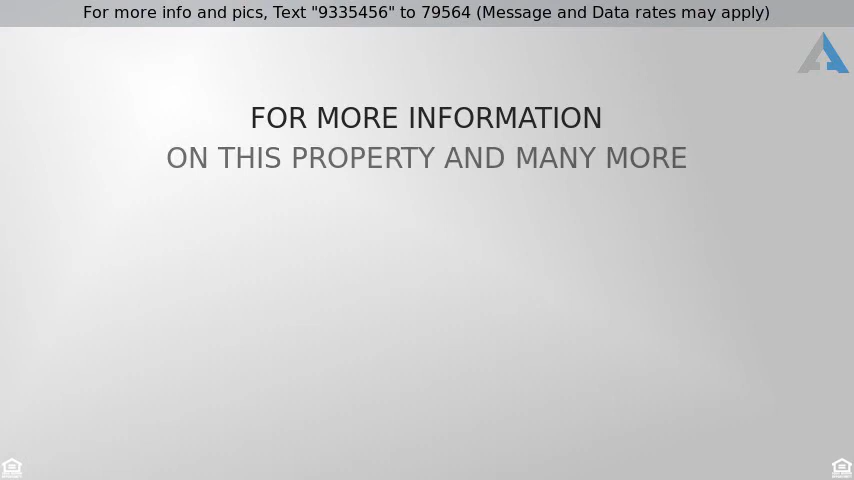 For more info and pics, Text "9335456" to 79564 (Message and Data rates may apply)
FOR MORE INFORMATION
ON THIS PROPERTY AND MANY MORE